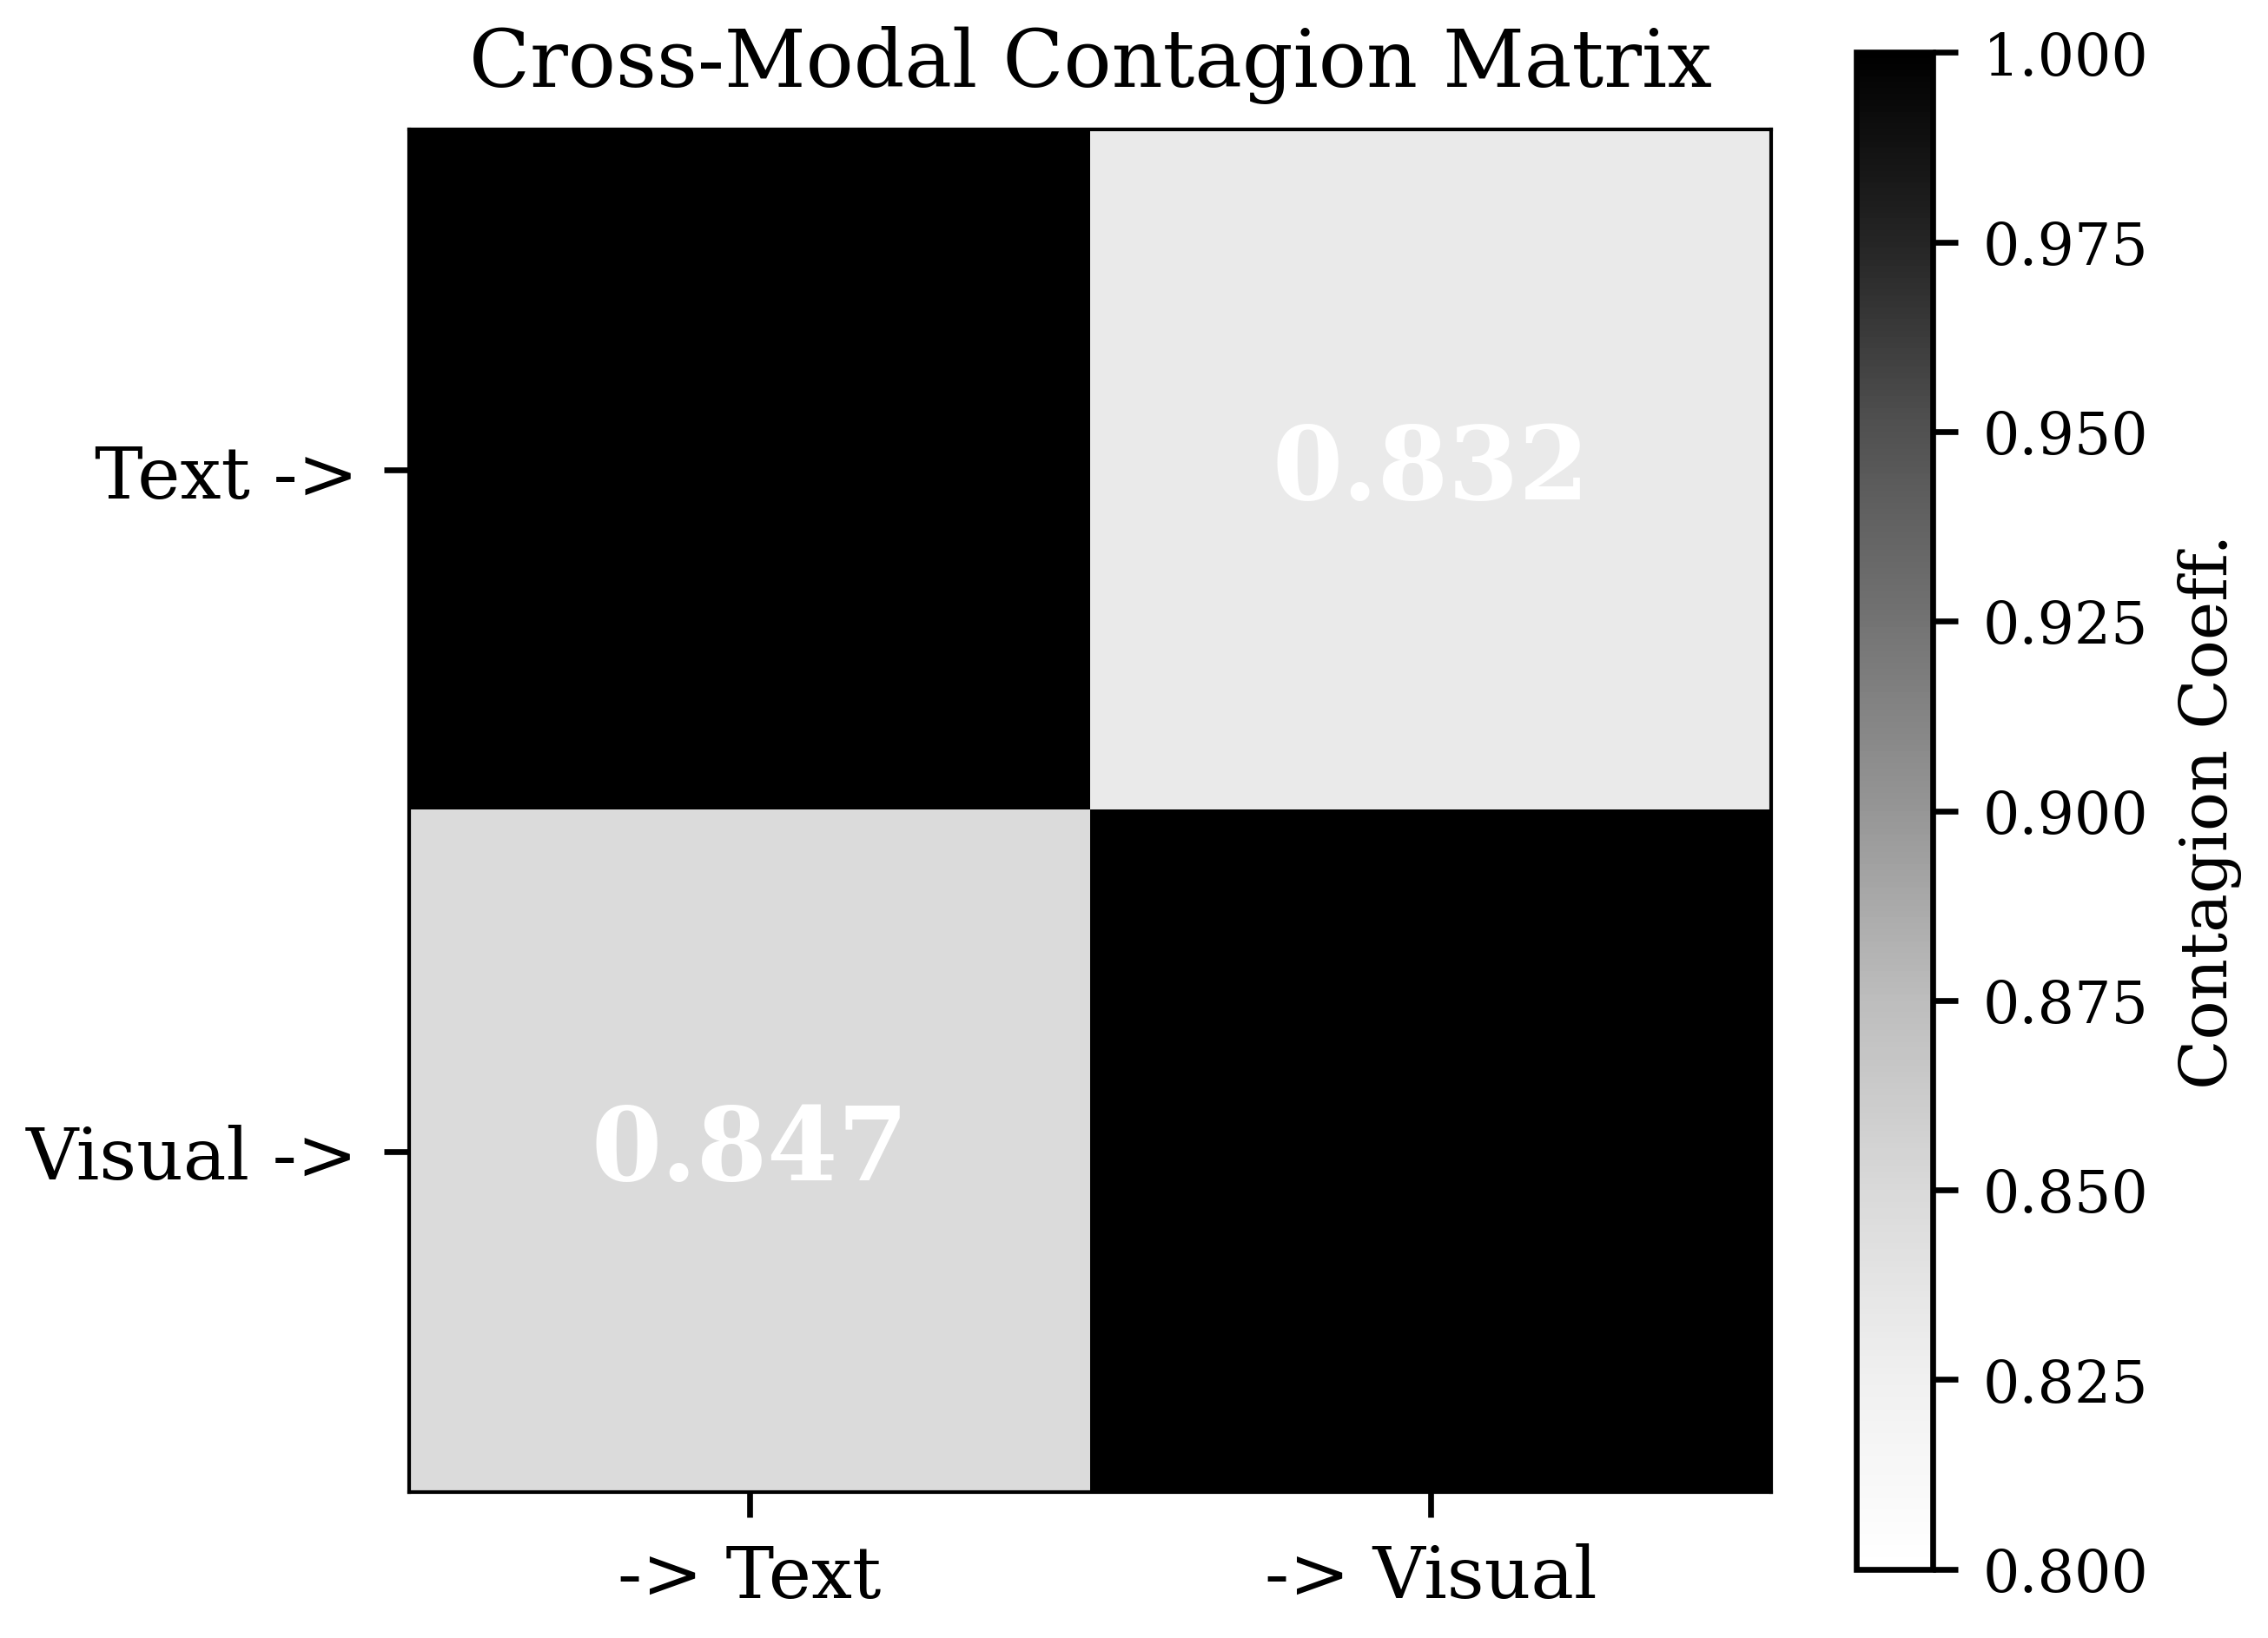 Cross-Modal Contagion Matrix
Text ->
Visual ->
0.832
0.847
-> Text
-> Visual
1.000
0.975
0.950
0.925
0.900
0.875
0.850
0.825
0.800
Contagion Coeff.